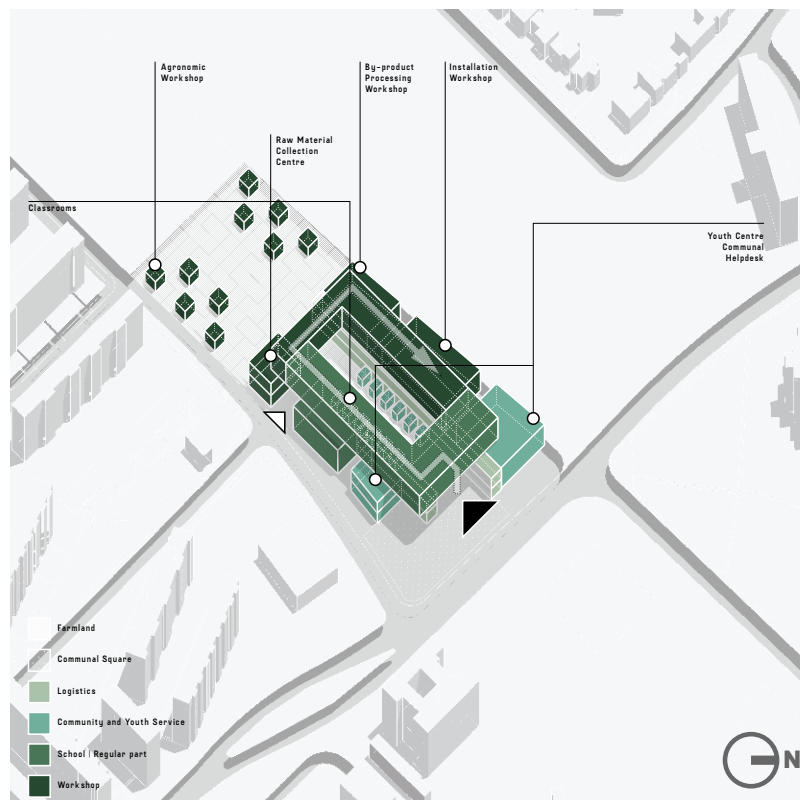 Agronomic
Workshop
By-product
Processing
Workshop
Installation
Workshop
Raw Material
Collection
Centre
Classrooms
Youth Centre
Communal
Helpdesk
Farmland
Communal Square
Logistics
Community and Youth Service
School | Regular part
Workshop
N